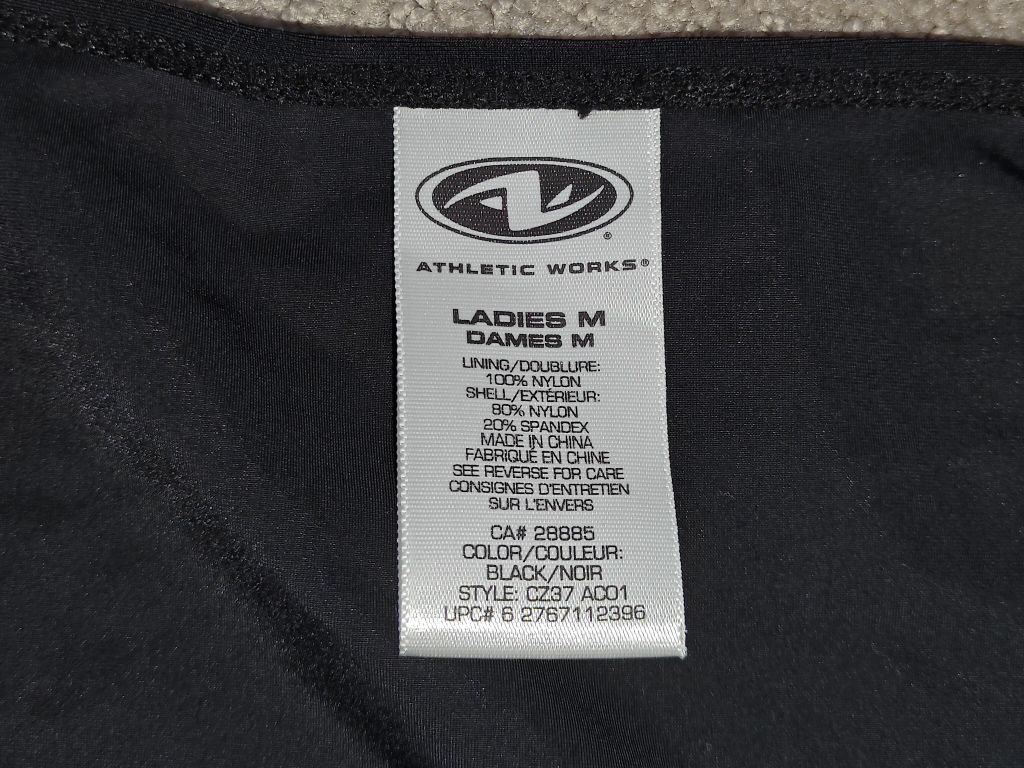 ATHLETIC WORKS®
LADIES M
DAMES M
LINING/DOUBLURE:
100% NYLON
SHELL/EXTÉRIEUR:
80% NYLON
20% SPANDEX
MADE IN CHINA
FABRIQUÉ EN CHINE
SEE REVERSE FOR CARE
CONSIGNES D'ENTRETIEN
SUR L'ENVERS
CA# 28885
COLOR/COULEUR:
BLACK/NOIR
STYLE: CZ37 AC01
UPC# 6 2767112396